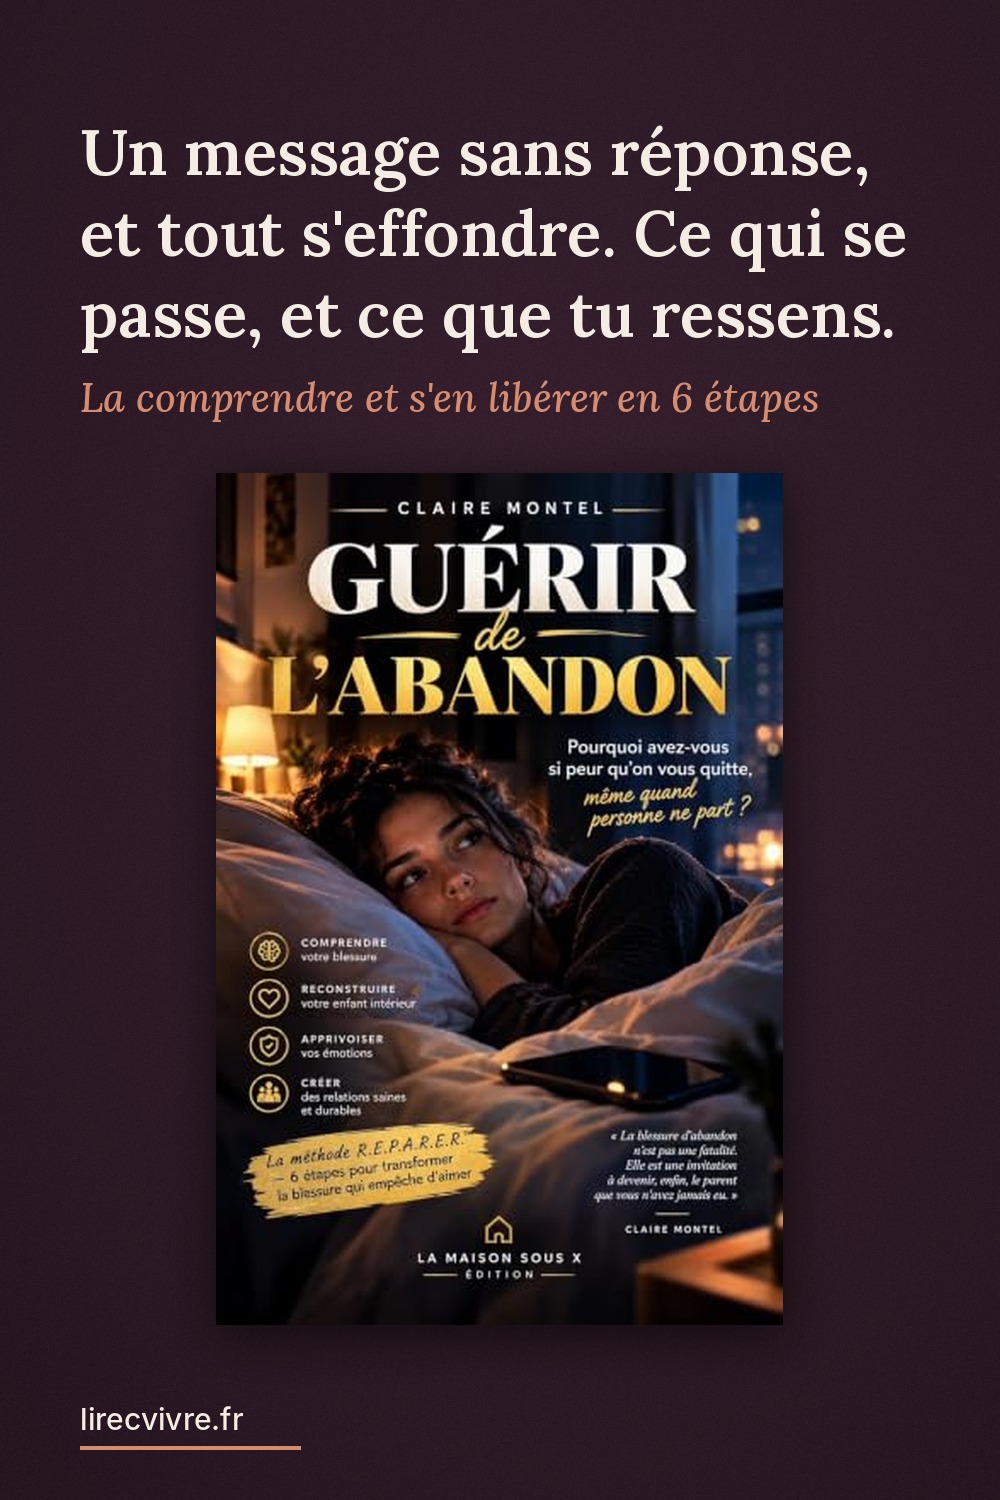 Un message sans réponse,
et tout s'effondre. Ce qui se
passe, et ce que tu ressens.
La comprendre et s'en libérer en 6 étapes
CLAIRE MONTEL
GUÉRIR
de
L'ABANDON
Pourquoi avez-vous
si peur qu'on vous quitte,
même quand
personne ne part ?
COMPRENDRE
votre blessure
RECONSTRUIRE
votre enfant intérieur
APPRIVOISER
vos émotions
CRÉER
des relations saines
et durables
La méthode R.E.P.A.R.E.R.™
— 6 étapes pour transformer
la blessure qui empêche d'aimer
« La blessure d'abandon
n'est pas une fatalité.
Elle est une invitation
à devenir, enfin, le parent
que vous n'avez jamais eu. »
CLAIRE MONTEL
LA MAISON SOUS X
ÉDITION
lirecvivre.fr